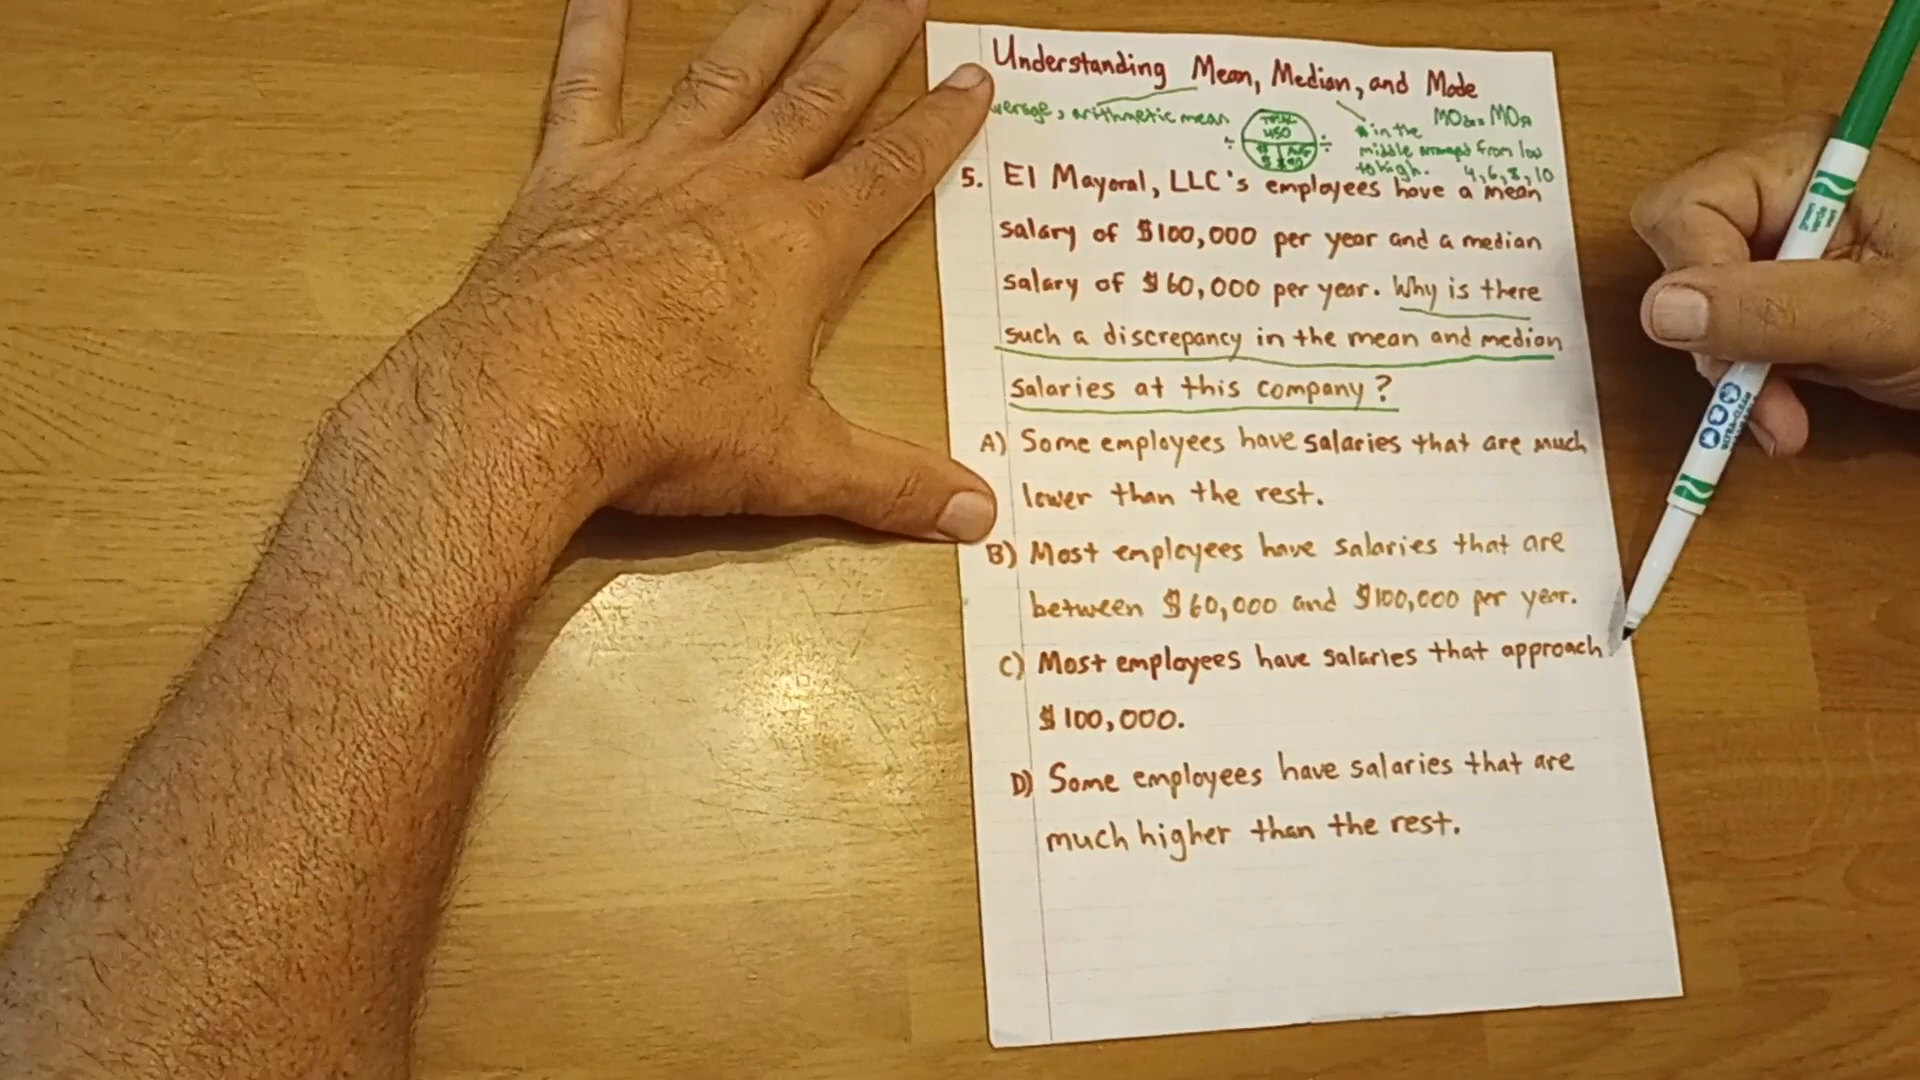 Understanding Mean, Median, and Mode
verage, arithmetic mean
÷ TOTAL 450 ÷
# in the
middle arranged from low
to high. 4, 6, 8, 10
5. El Mayoral, LLC's employees have a mean
salary of $100,000 per year and a median
salary of $60,000 per year. Why is there
such a discrepancy in the mean and median
salaries at this company?
A) Some employees have salaries that are much
lower than the rest.
B) Most employees have salaries that are
between $60,000 and $100,000 per year.
C) Most employees have salaries that approach
$100,000.
D) Some employees have salaries that are
much higher than the rest.